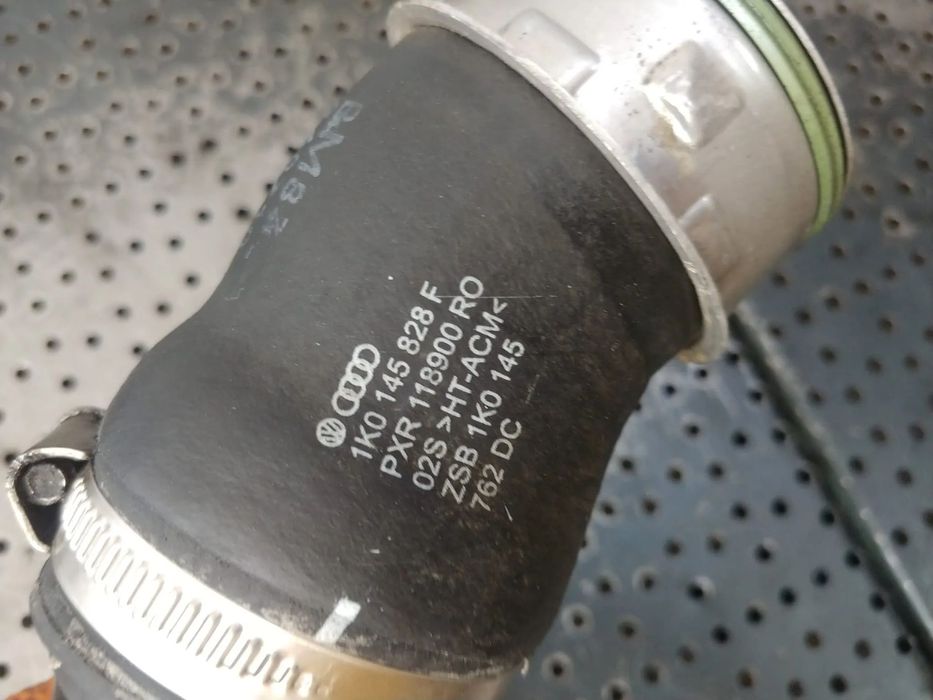 1K0 145 828 F
PXR 118900 RO
02S >HT-ACM<
ZSB 1K0 145
762 DC